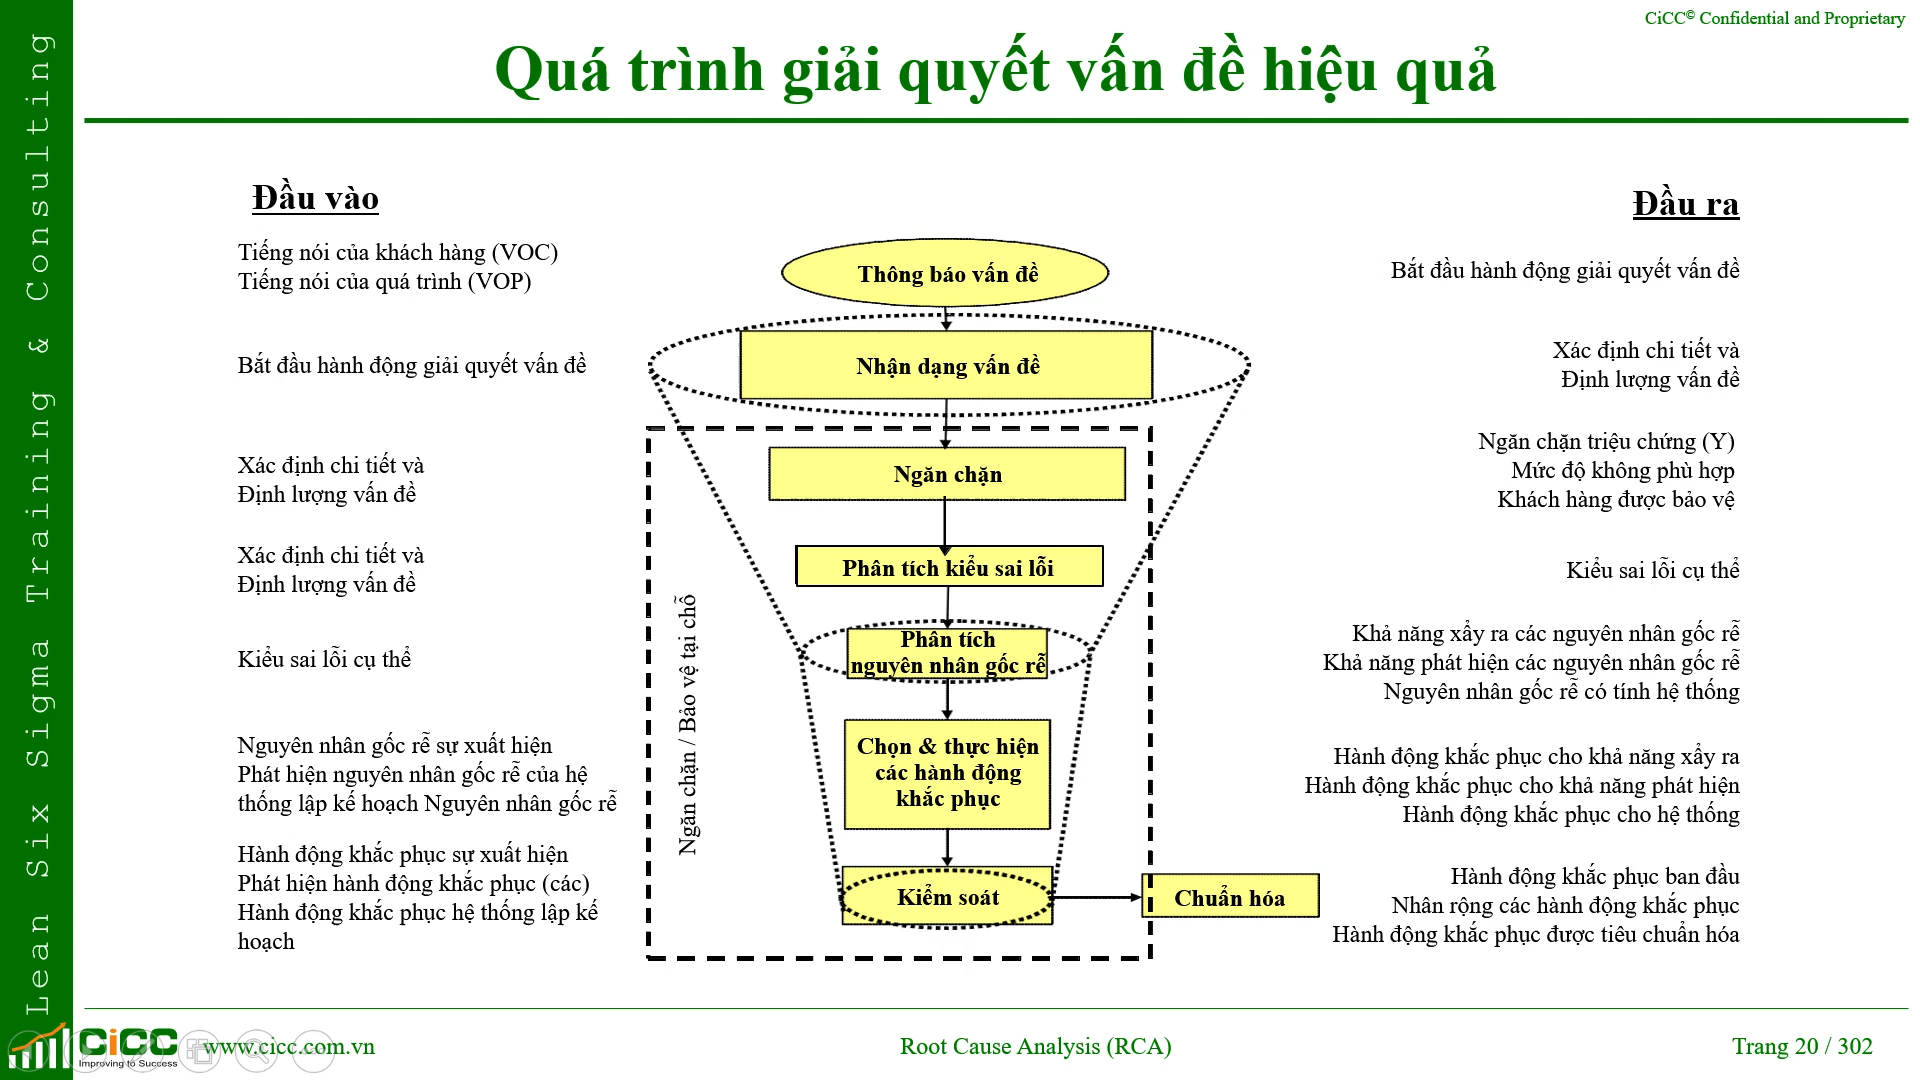 CiCC© Confidential and Proprietary
Quá trình giải quyết vấn đề hiệu quả
Lean Six Sigma Training & Consulting
Đầu vào
Tiếng nói của khách hàng (VOC)
Tiếng nói của quá trình (VOP)
Bắt đầu hành động giải quyết vấn đề
Xác định chi tiết và
Định lượng vấn đề
Xác định chi tiết và
Định lượng vấn đề
Kiểu sai lỗi cụ thể
Nguyên nhân gốc rễ sự xuất hiện
Phát hiện nguyên nhân gốc rễ của hệ
thống lập kế hoạch Nguyên nhân gốc rễ
Hành động khắc phục sự xuất hiện
Phát hiện hành động khắc phục (các)
Hành động khắc phục hệ thống lập kế
hoạch
Thông báo vấn đề
Nhận dạng vấn đề
Ngăn chặn
Phân tích kiểu sai lỗi
Phân tích
nguyên nhân gốc rễ
Chọn & thực hiện
các hành động
khắc phục
Kiểm soát
Chuẩn hóa
Ngăn chặn / Bảo vệ tại chỗ
Đầu ra
Bắt đầu hành động giải quyết vấn đề
Xác định chi tiết và
Định lượng vấn đề
Ngăn chặn triệu chứng (Y)
Mức độ không phù hợp
Khách hàng được bảo vệ
Kiểu sai lỗi cụ thể
Khả năng xẩy ra các nguyên nhân gốc rễ
Khả năng phát hiện các nguyên nhân gốc rễ
Nguyên nhân gốc rễ có tính hệ thống
Hành động khắc phục cho khả năng xẩy ra
Hành động khắc phục cho khả năng phát hiện
Hành động khắc phục cho hệ thống
Hành động khắc phục ban đầu
Nhân rộng các hành động khắc phục
Hành động khắc phục được tiêu chuẩn hóa
CiCC
Improving to Success
www.cicc.com.vn
Root Cause Analysis (RCA)
Trang 20 / 302